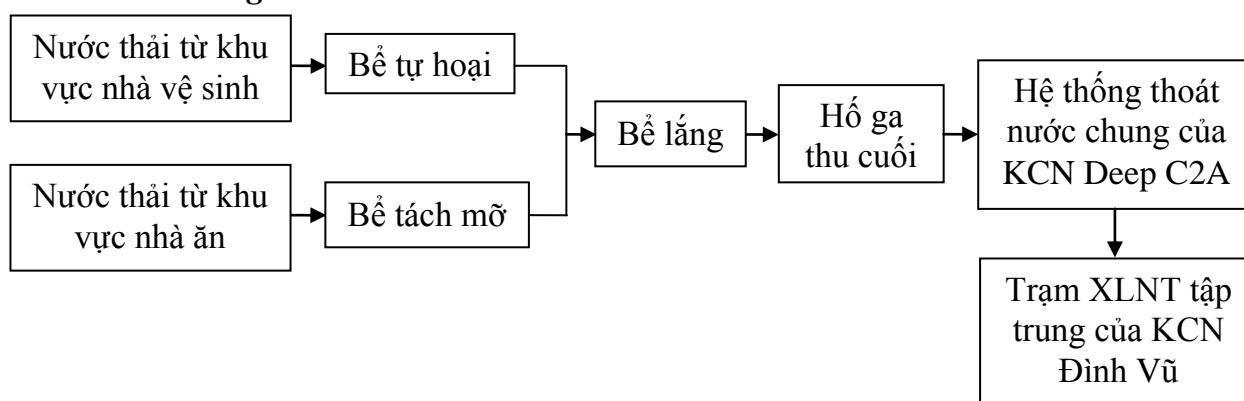 Nước thải từ khu
vực nhà vệ sinh
Bể tự hoại
Nước thải từ khu
vực nhà ăn
Bể tách mỡ
Bể lắng
Hố ga
thu cuối
Hệ thống thoát
nước chung của
KCN Deep C2A
Trạm XLNT tập
trung của KCN
Đình Vũ